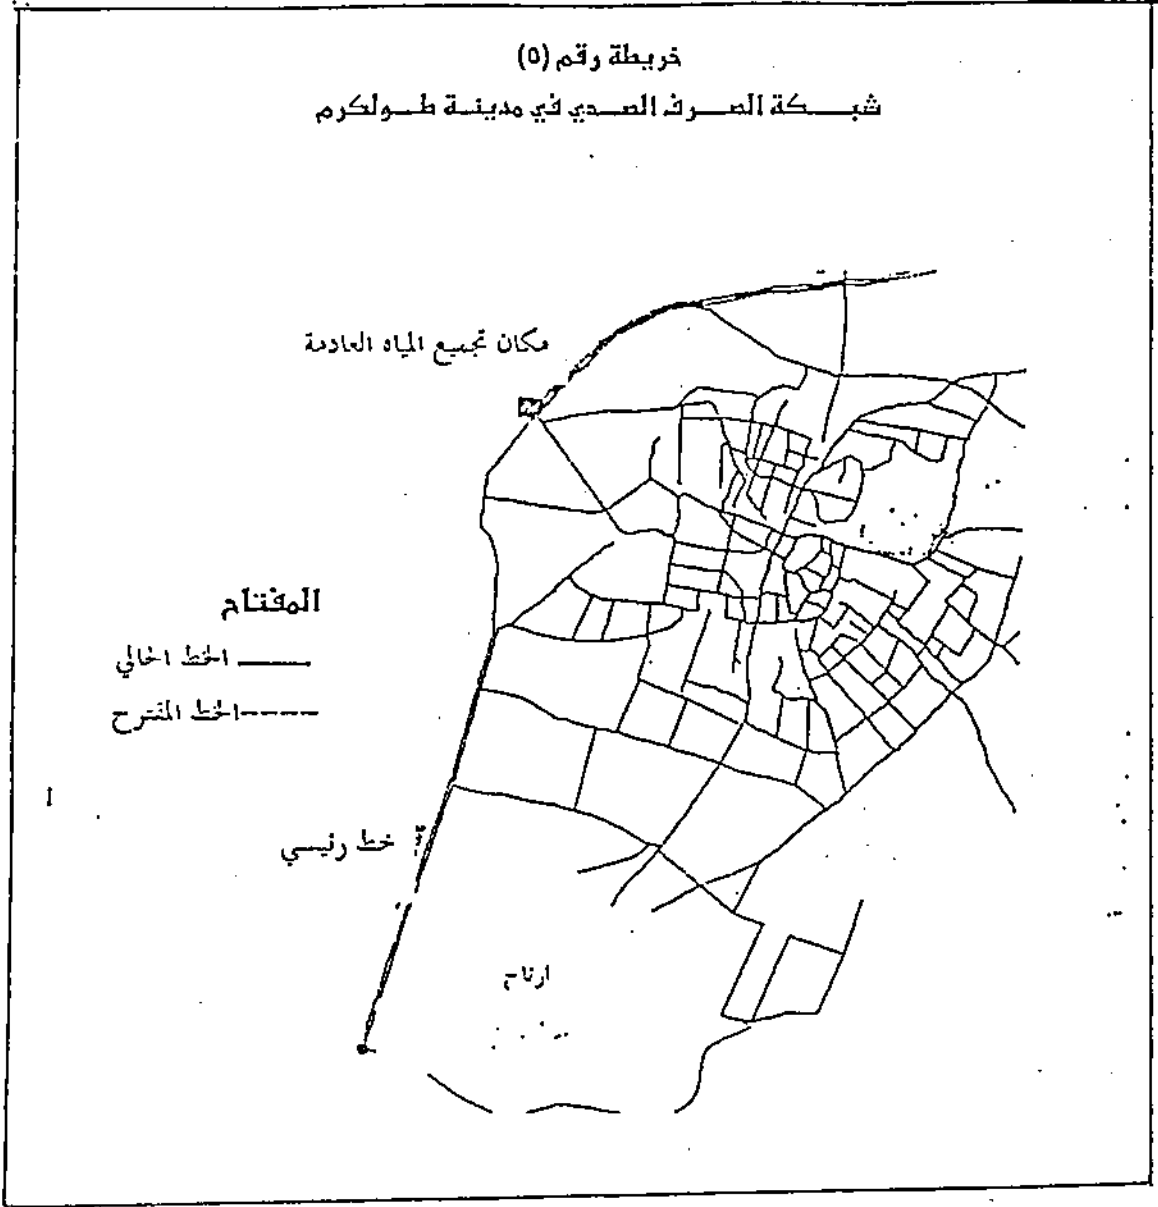 خريطة رقم (٥)
شبكة الصرف الصدي في مدينة طولكرم
مكان تجميع المياه العادمة
المفتاح
الخط الحالي
الخط المقترح
خط رئيسي
ارتاح